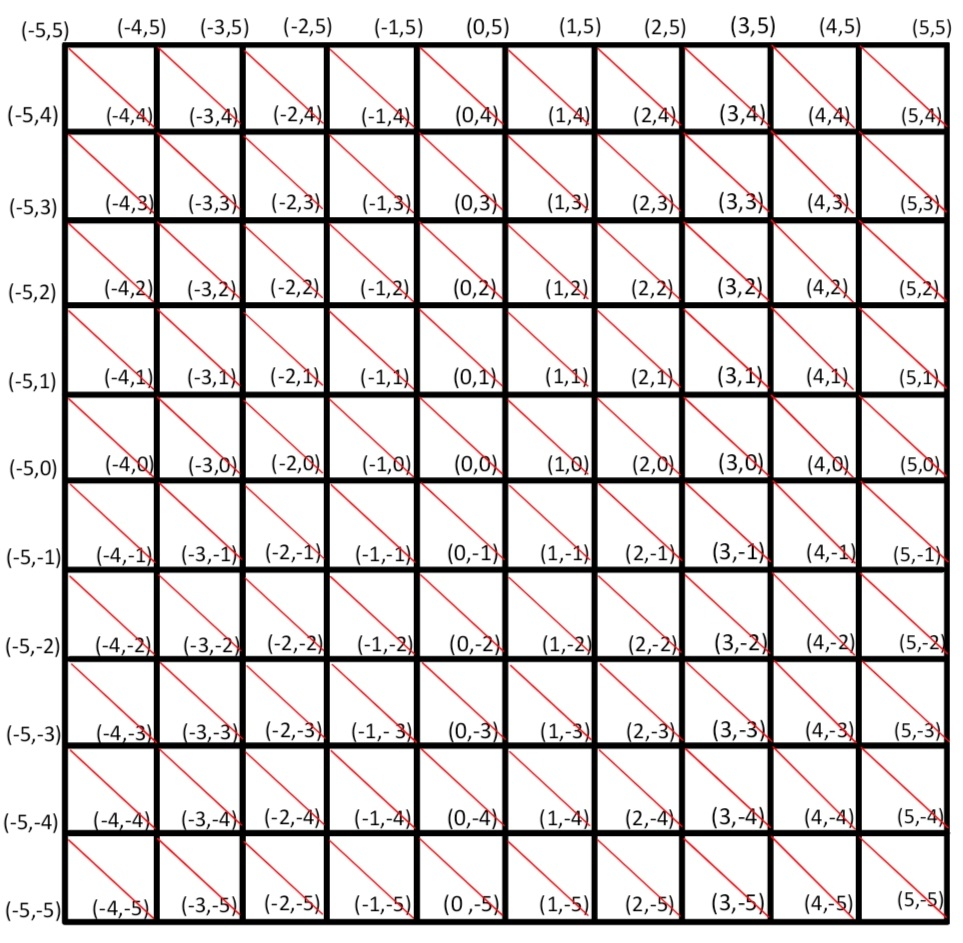 (-5,5) (-4,5) (-3,5) (-2,5) (-1,5) (0,5) (1,5) (2,5) (3,5) (4,5) (5,5)
(-5,4) (-4,4) (-3,4) (-2,4) (-1,4) (0,4) (1,4) (2,4) (3,4) (4,4) (5,4)
(-5,3) (-4,3) (-3,3) (-2,3) (-1,3) (0,3) (1,3) (2,3) (3,3) (4,3) (5,3)
(-5,2) (-4,2) (-3,2) (-2,2) (-1,2) (0,2) (1,2) (2,2) (3,2) (4,2) (5,2)
(-5,1) (-4,1) (-3,1) (-2,1) (-1,1) (0,1) (1,1) (2,1) (3,1) (4,1) (5,1)
(-5,0) (-4,0) (-3,0) (-2,0) (-1,0) (0,0) (1,0) (2,0) (3,0) (4,0) (5,0)
(-5,-1) (-4,-1) (-3,-1) (-2,-1) (-1,-1) (0,-1) (1,-1) (2,-1) (3,-1) (4,-1) (5,-1)
(-5,-2) (-4,-2) (-3,-2) (-2,-2) (-1,-2) (0,-2) (1,-2) (2,-2) (3,-2) (4,-2) (5,-2)
(-5,-3) (-4,-3) (-3,-3) (-2,-3) (-1,- 3) (0,-3) (1,-3) (2,-3) (3,-3) (4,-3) (5,-3)
(-5,-4) (-4,-4) (-3,-4) (-2,-4) (-1,-4) (0,-4) (1,-4) (2,-4) (3,-4) (4,-4) (5,-4)
(-5,-5) (-4,-5) (-3,-5) (-2,-5) (-1,-5) (0 ,-5) (1,-5) (2,-5) (3,-5) (4,-5) (5,-5)